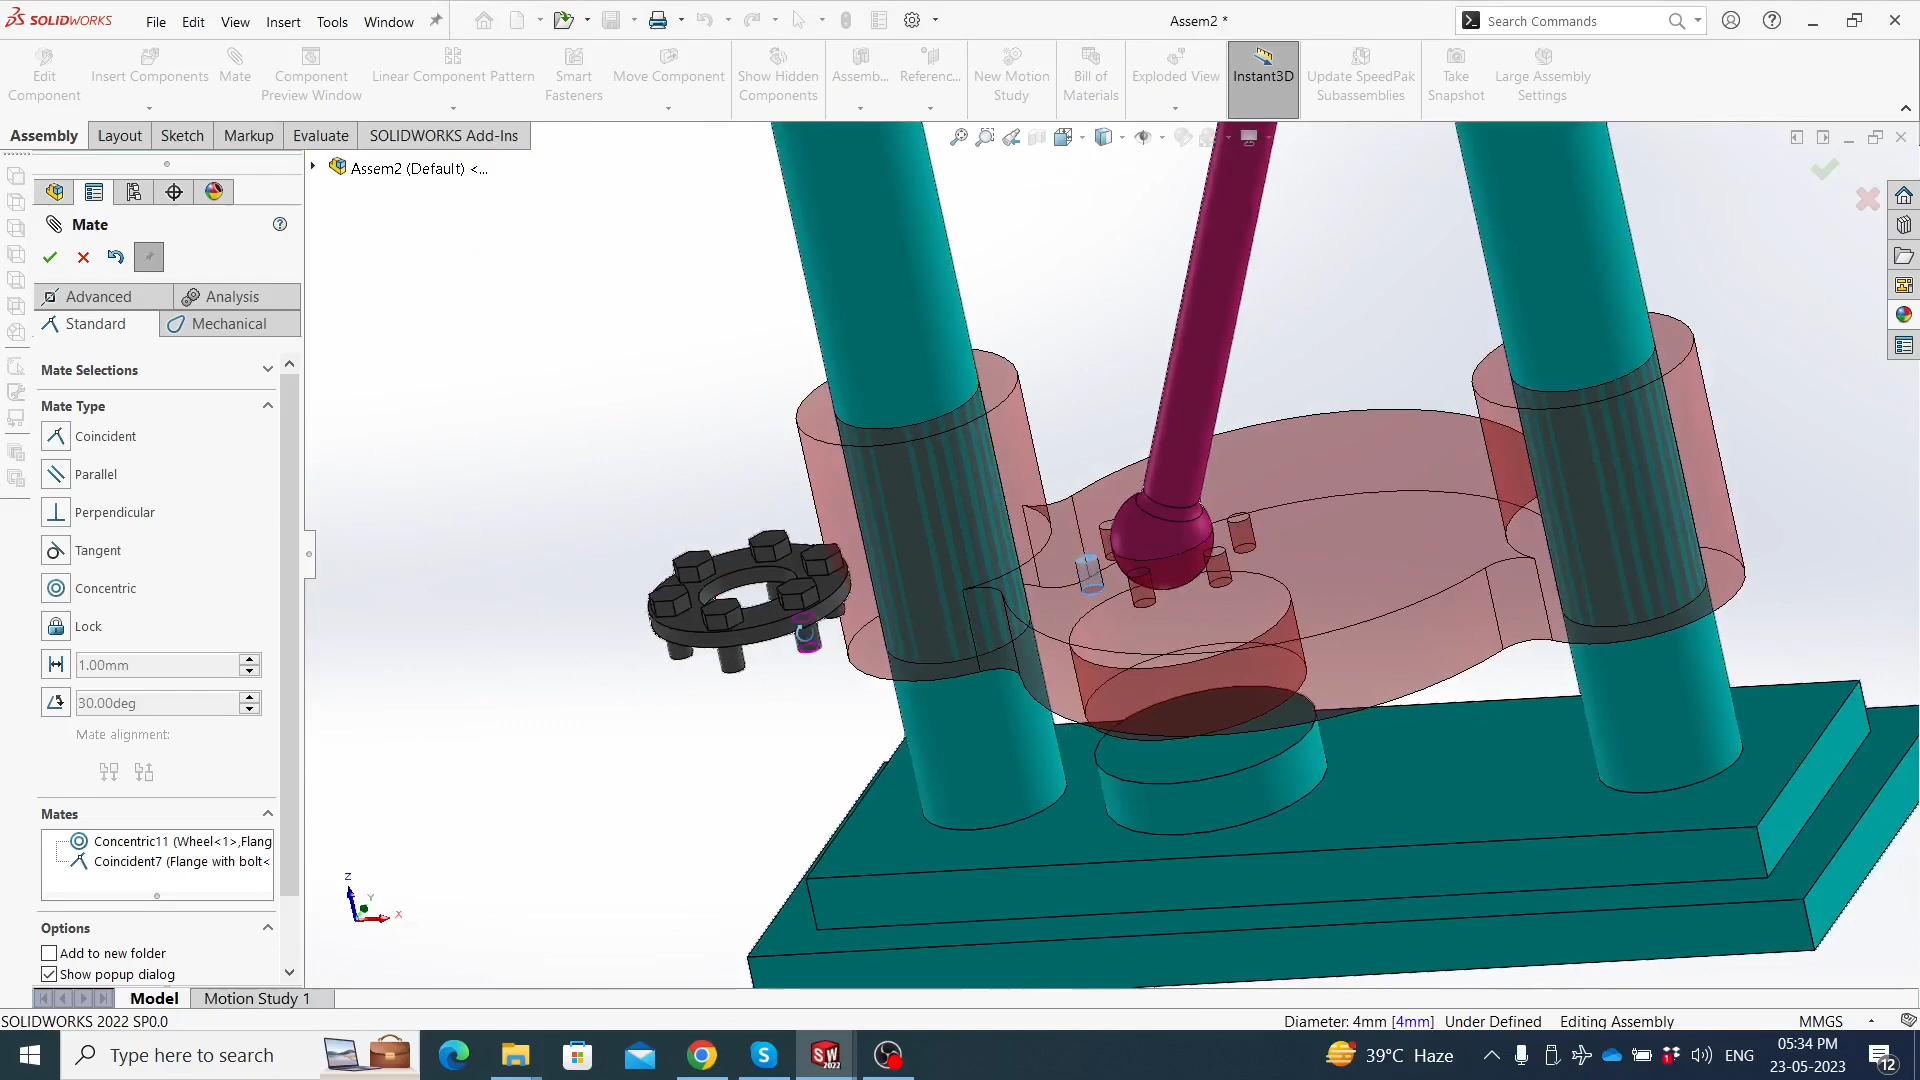 SOLIDWORKS File Edit View Insert Tools Window Assem2 * Search Commands
Edit Component
Insert Components
Mate
Component Preview Window
Linear Component Pattern
Smart Fasteners
Move Component
Show Hidden Components
Assemb...
Referenc...
New Motion Study
Bill of Materials
Exploded View
Instant3D
Update SpeedPak Subassemblies
Take Snapshot
Large Assembly Settings
Assembly Layout Sketch Markup Evaluate SOLIDWORKS Add-Ins
Assem2 (Default) <...
Mate
Advanced Analysis
Standard Mechanical
Mate Selections
Mate Type
Coincident
Parallel
Perpendicular
Tangent
Concentric
Lock
1.00mm
30.00deg
Mate alignment:
Mates
Concentric11 (Wheel<1>,Flang
Coincident7 (Flange with bolt<
Options
Add to new folder
Show popup dialog
Z
Y
X
Model Motion Study 1
SOLIDWORKS 2022 SP0.0 Diameter: 4mm [4mm] Under Defined Editing Assembly MMGS
Type here to search
SW 2022
39°C Haze
ENG
05:34 PM
23-05-2023
12